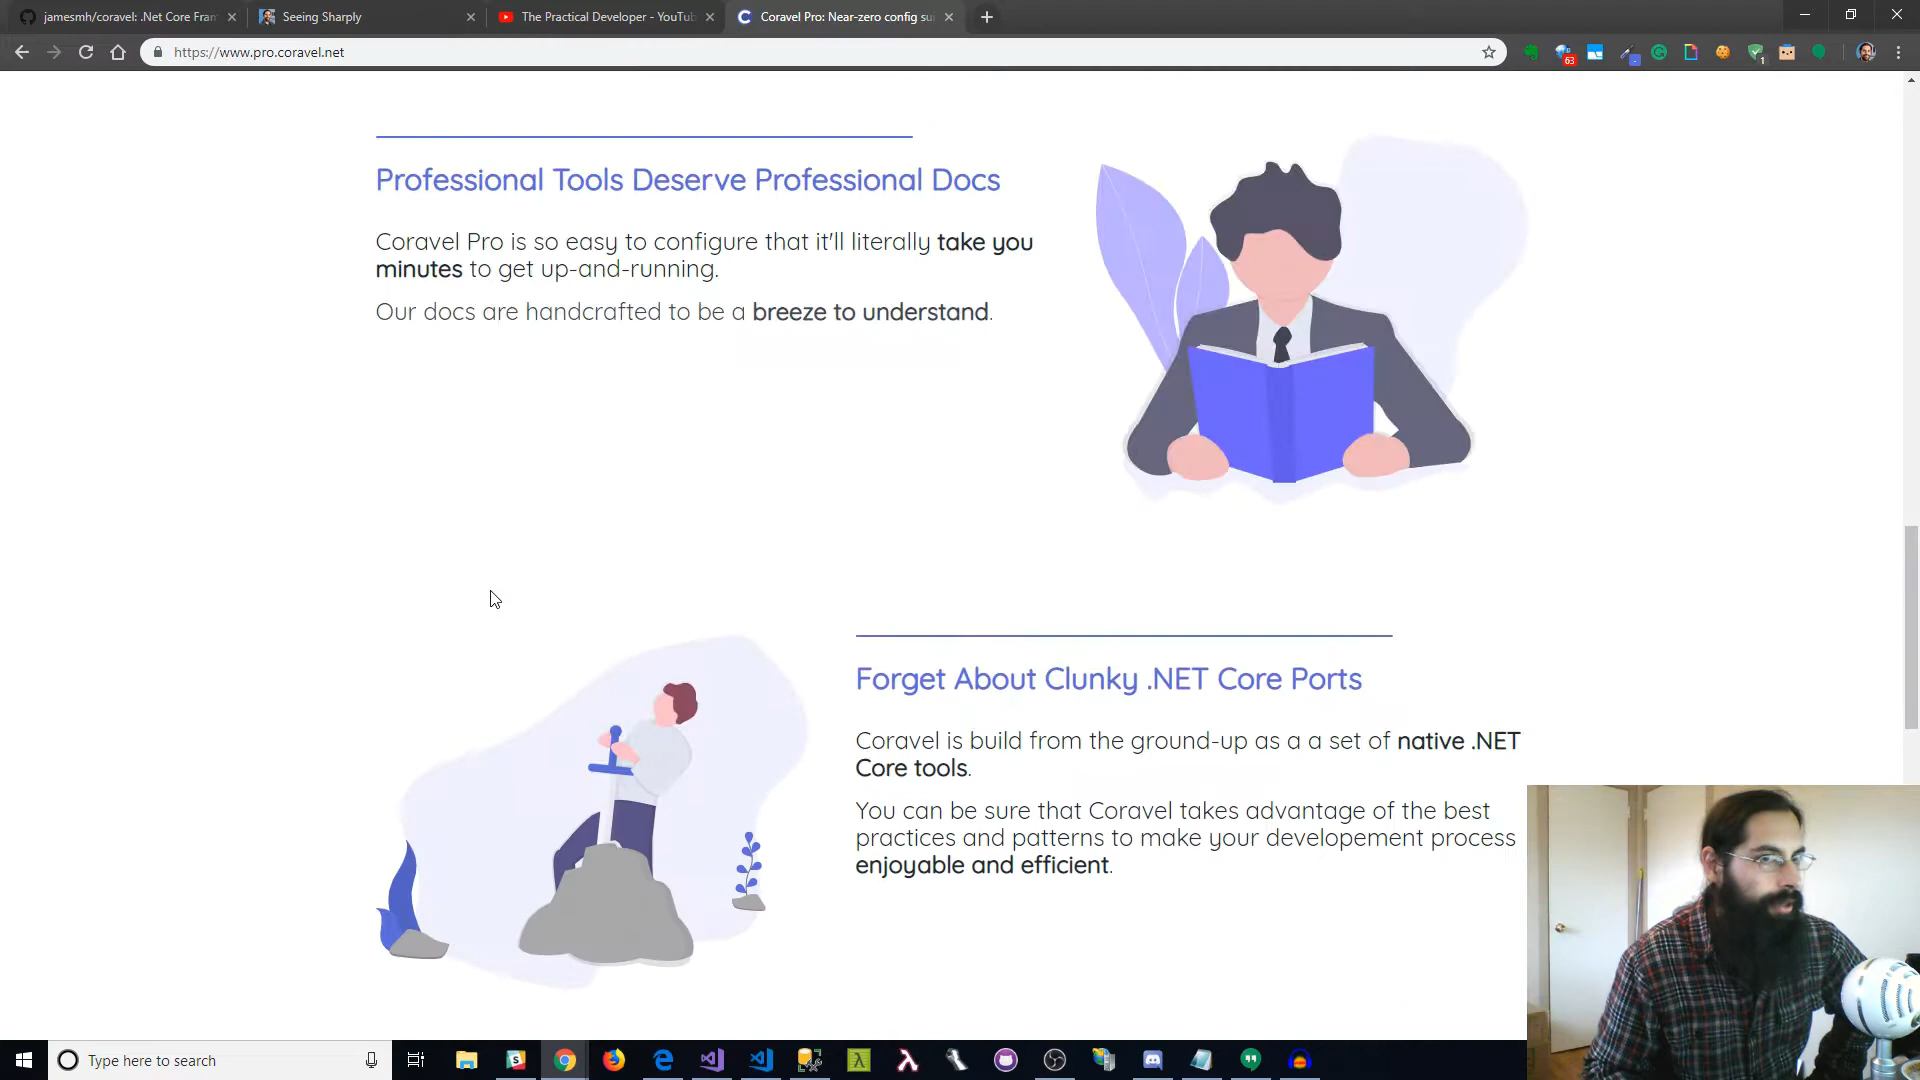 jamesmh/coravel: .Net Core Fram
Seeing Sharply
The Practical Developer - YouTub
Coravel Pro: Near-zero config su
https://www.pro.coravel.net
63
1
Professional Tools Deserve Professional Docs
Coravel Pro is so easy to configure that it'll literally take you
minutes to get up-and-running.
Our docs are handcrafted to be a breeze to understand.
Forget About Clunky .NET Core Ports
Coravel is build from the ground-up as a a set of native .NET
Core tools.
You can be sure that Coravel takes advantage of the best
practices and patterns to make your developement process
enjoyable and efficient.
Type here to search